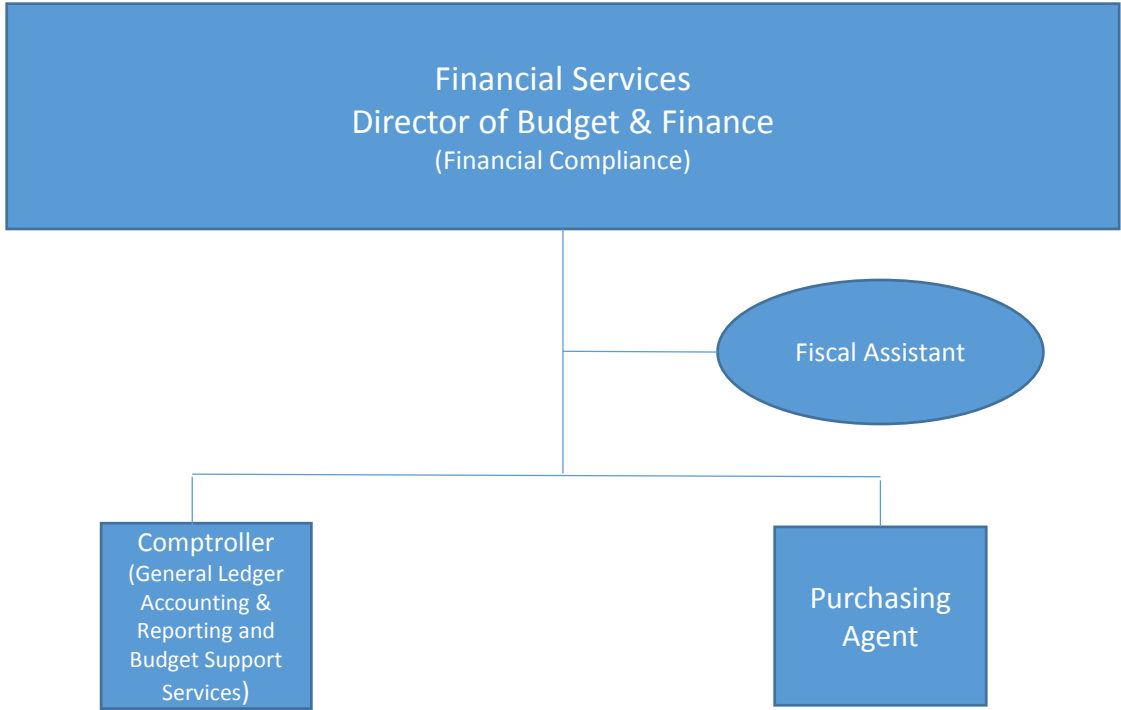 Financial Services
Director of Budget & Finance
(Financial Compliance)
Fiscal Assistant
Comptroller
(General Ledger
Accounting &
Reporting and
Budget Support
Services)
Purchasing
Agent